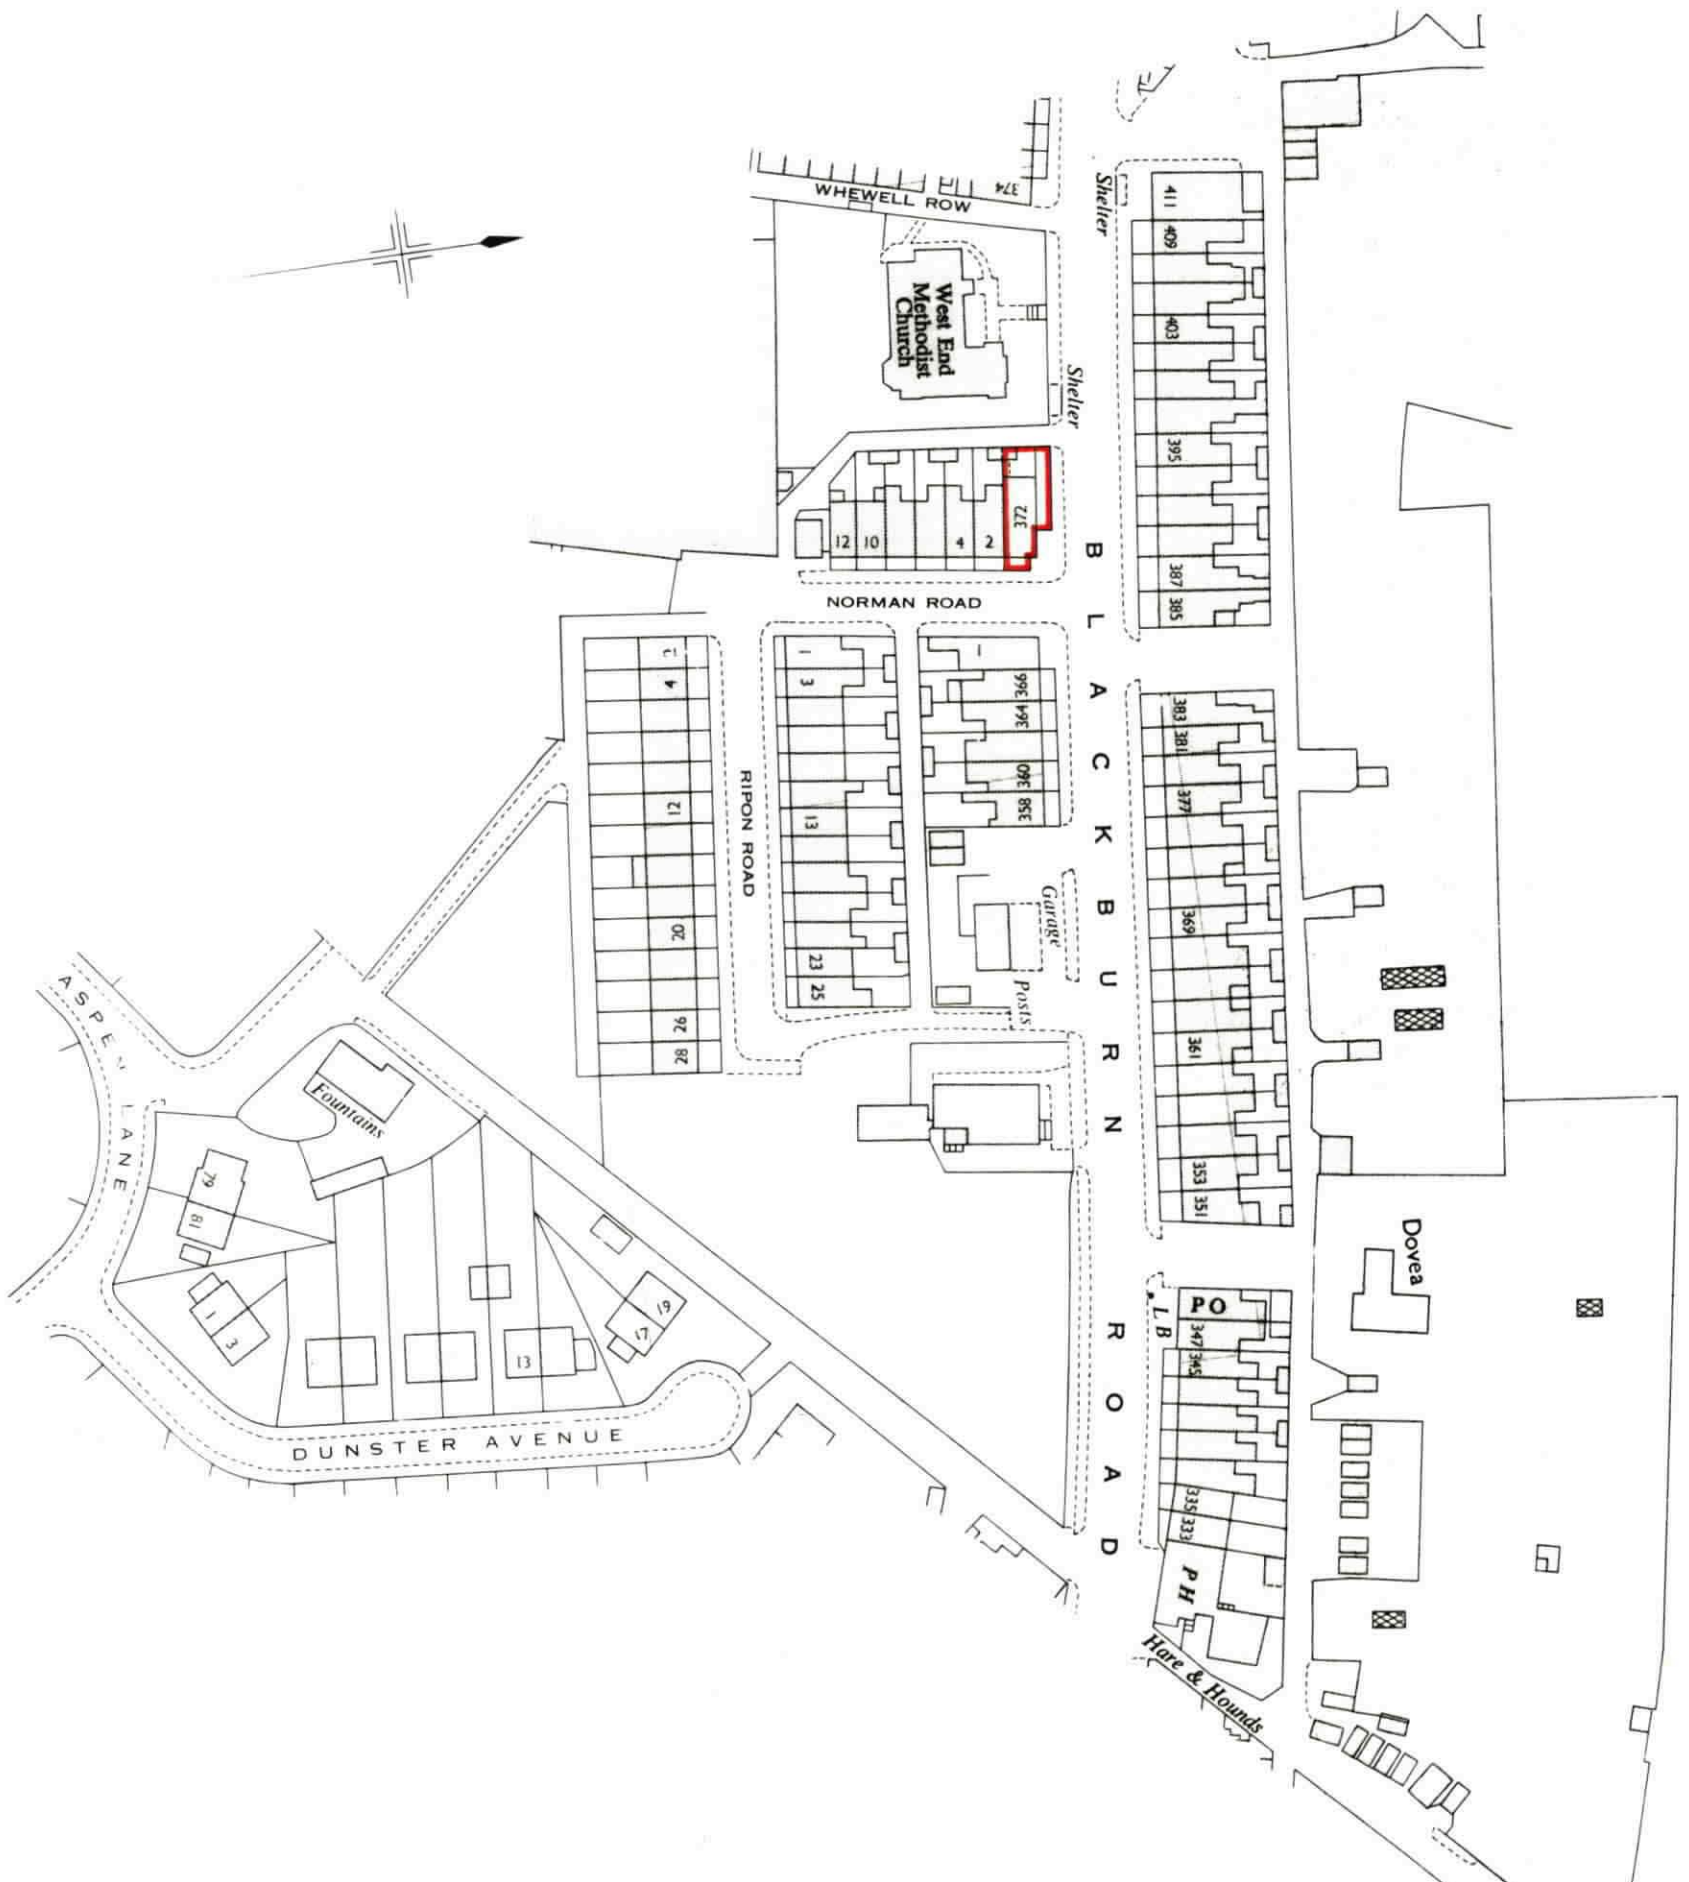 374
WHEWELL ROW
Shelter
411
409
West End
Methodist
Church
403
Shelter
395
372
12
10
4
2
387
385
NORMAN ROAD
BLACKBURN ROAD
2
4
1
3
1
366
364
360
358
383
381
377
12
13
RIPON ROAD
Garage
369
20
23
25
Posts
26
28
361
ASPEN LANE
Fountains
79
81
353
351
1
3
19
17
13
Dovea
PO
L B
347
345
DUNSTER AVENUE
335
333
PH
Hare & Hounds